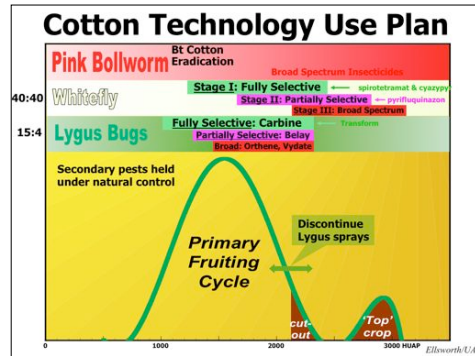 Cotton Technology Use Plan
Pink Bollworm
Bt Cotton
Eradication
Broad Spectrum Insecticides
40:40
Whitefly
Stage I: Fully Selective
spirotetramat & cyazypyr
Stage II: Partially Selective
pyrifluquinazon
Stage III: Broad Spectrum
15:4
Lygus Bugs
Fully Selective: Carbine
Transform
Partially Selective: Belay
Broad: Orthene, Vydate
Secondary pests held
under natural control
Primary
Fruiting
Cycle
Discontinue
Lygus sprays
cut-
out
'Top'
crop
0
1000
2000
3000 HUAP
Ellsworth/UA